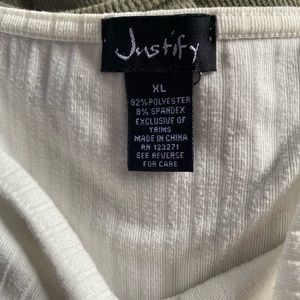 Justify
XL
92% POLYESTER
8% SPANDEX
EXCLUSIVE OF
TRIMS
MADE IN CHINA
RN 123271
SEE REVERSE
FOR CARE